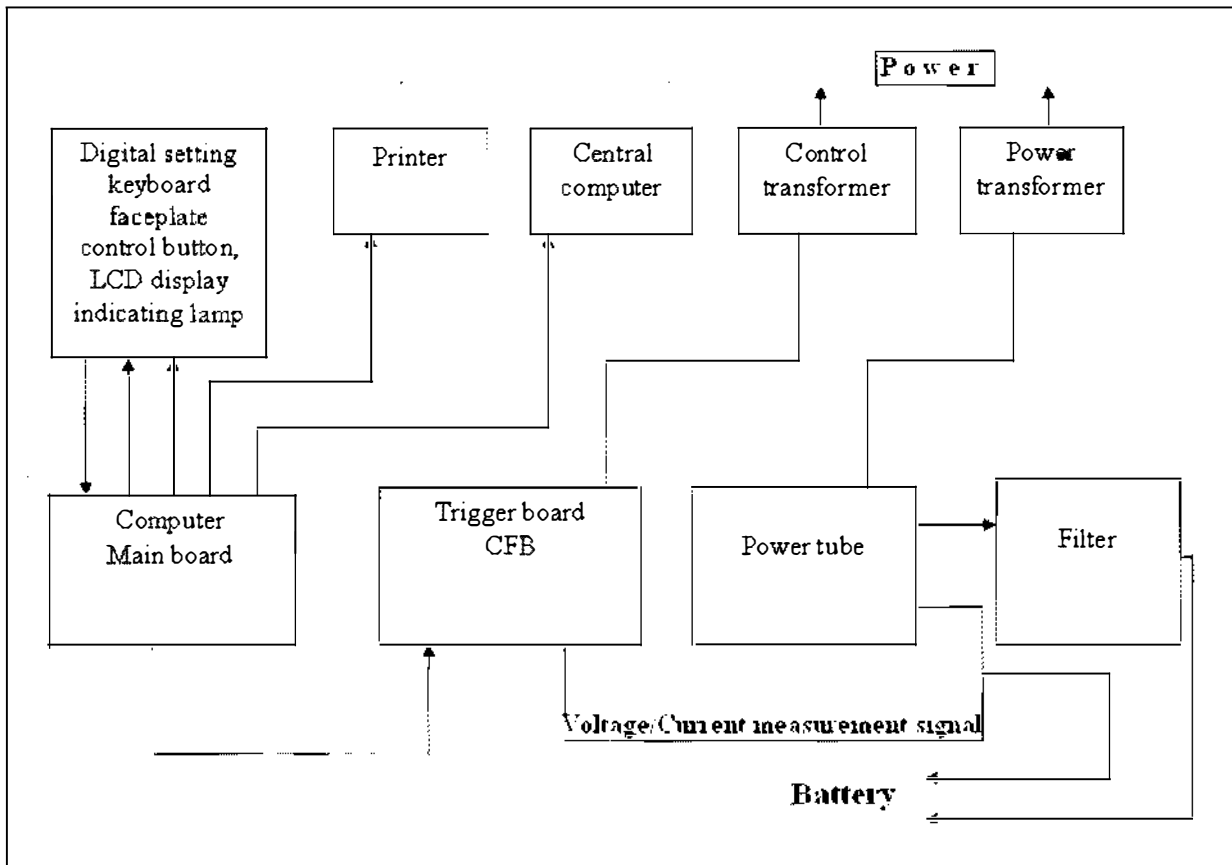 Power
Digital setting
keyboard
faceplate
control button,
LCD display
indicating lamp
Printer
Central
computer
Control
transformer
Power
transformer
Computer
Main board
Trigger board
CFB
Power tube
Filter
Voltage/Current measurement signal
Battery